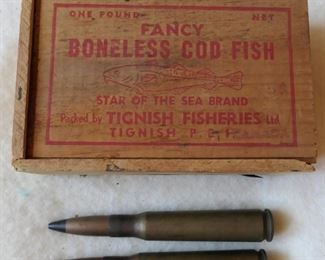 ONE POUND NET
FANCY
BONELESS COD FISH
STAR OF THE SEA BRAND
Packed by TIGNISH FISHERIES Ltd.
TIGNISH P.E.I.